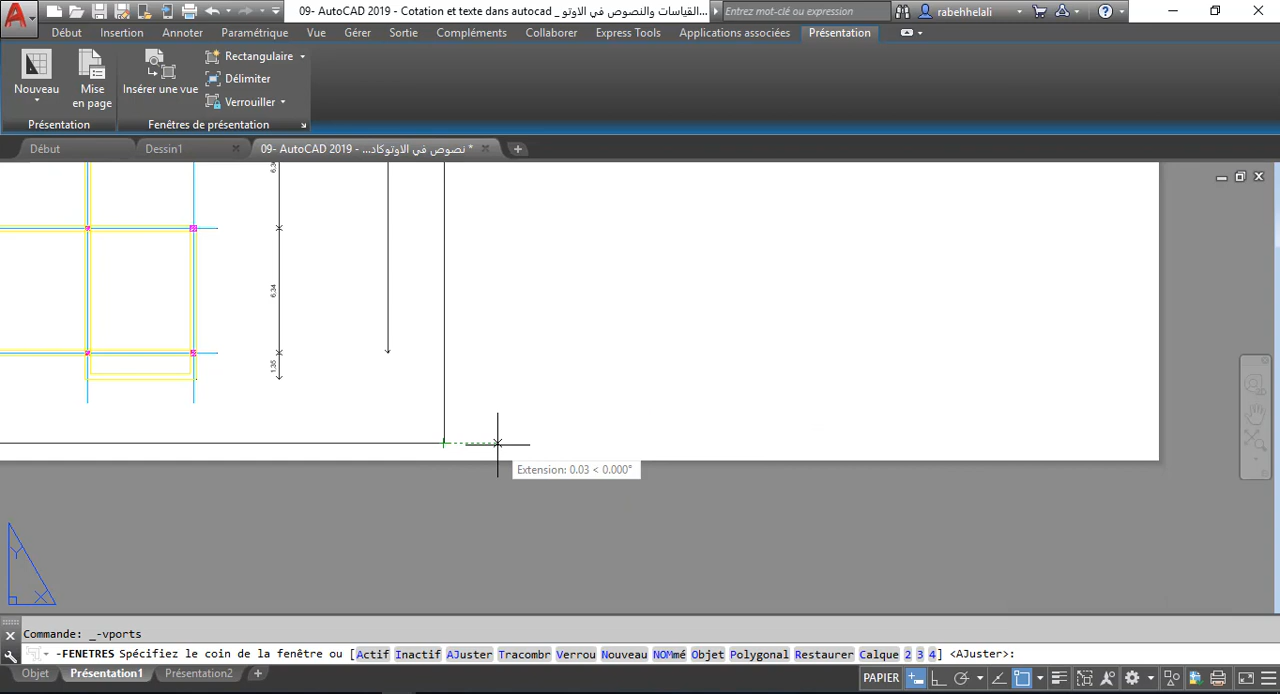 09- AutoCAD 2019 - Cotation et texte dans autocad _ القياسات والنصوص في الاوتو... Entrez mot-clé ou expression rabehhelali
Début Insertion Annoter Paramétrique Vue Gérer Sortie Compléments Collaborer Express Tools Applications associées Présentation
Nouveau
Mise en page
Insérer une vue
Rectangulaire
Délimiter
Verrouiller
Présentation Fenêtres de présentation
Début Dessin1 09- AutoCAD 2019 - ...نصوص في الاوتوكاد *
6.34
1.35
Extension: 0.03 < 0.000°
Y
X
Commande: _-vports
-FENETRES Spécifiez le coin de la fenêtre ou [Actif Inactif AJuster Tracombr Verrou Nouveau NOMmé Objet Polygonal Restaurer Calque 2 3 4] <AJuster>:
Objet Présentation1 Présentation2 + PAPIER